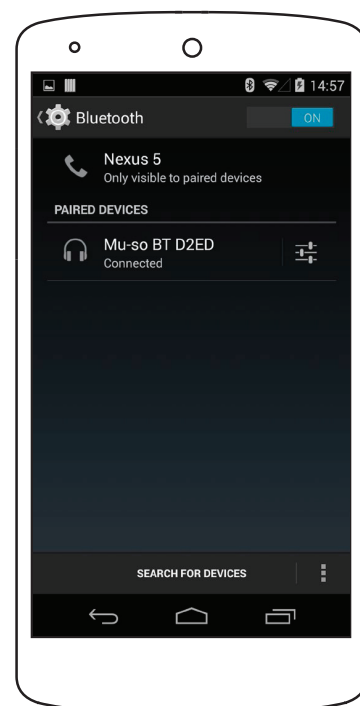 14:57
Bluetooth
ON
Nexus 5
Only visible to paired devices
PAIRED DEVICES
Mu-so BT D2ED
Connected
SEARCH FOR DEVICES